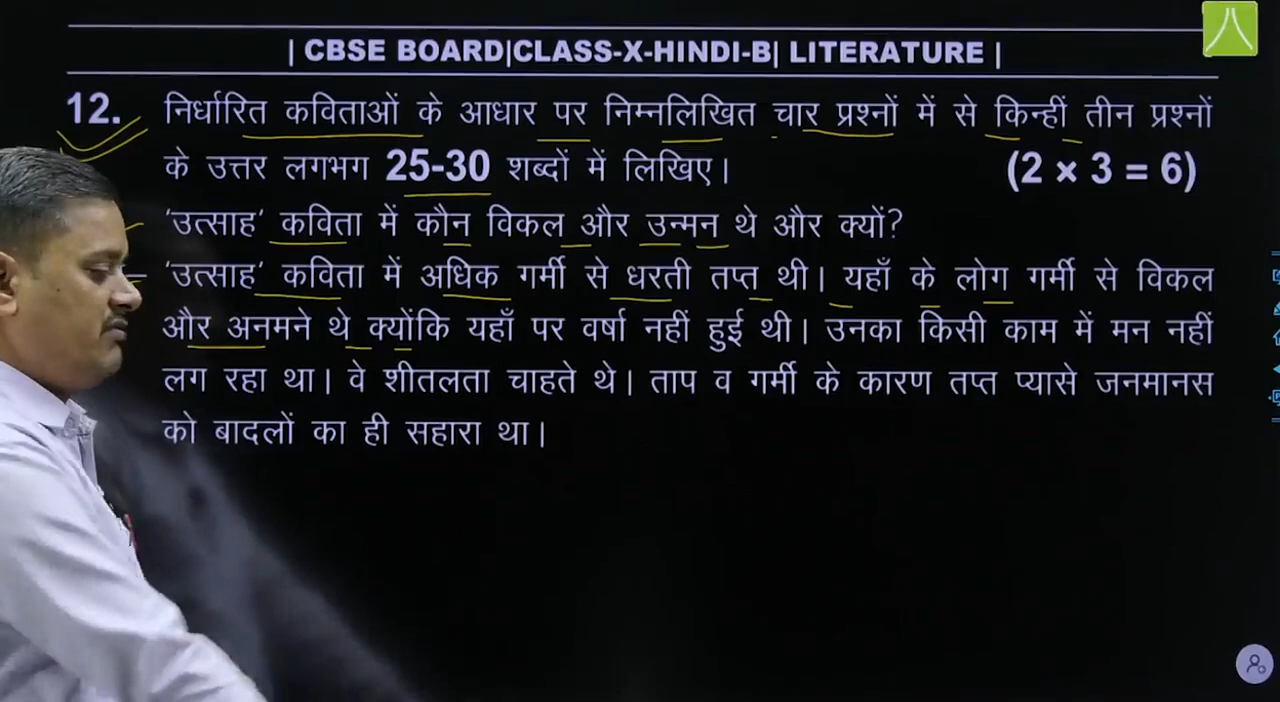 | CBSE BOARD|CLASS-X-HINDI-B| LITERATURE |
12. निर्धारित कविताओं के आधार पर निम्नलिखित चार प्रश्नों में से किन्हीं तीन प्रश्नों
के उत्तर लगभग 25-30 शब्दों में लिखिए। (2 × 3 = 6)
'उत्साह' कविता में कौन विकल और उन्मन थे और क्यों?
'उत्साह' कविता में अधिक गर्मी से धरती तप्त थी। यहाँ के लोग गर्मी से विकल
और अनमने थे क्योंकि यहाँ पर वर्षा नहीं हुई थी। उनका किसी काम में मन नहीं
लग रहा था। वे शीतलता चाहते थे। ताप व गर्मी के कारण तप्त प्यासे जनमानस
को बादलों का ही सहारा था।